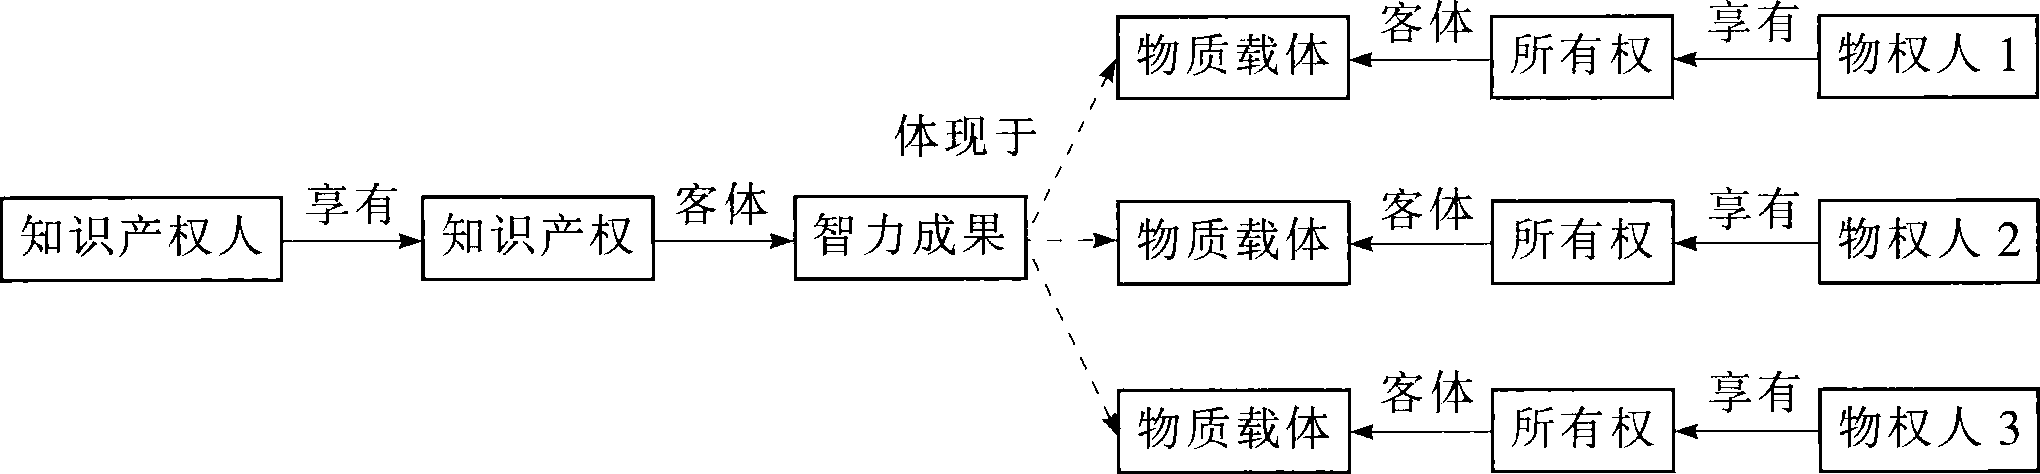 物质载体 客体 所有权 享有 物权人 1
体现于
知识产权人 享有 知识产权 客体 智力成果 物质载体 客体 所有权 享有 物权人 2
物质载体 客体 所有权 享有 物权人 3